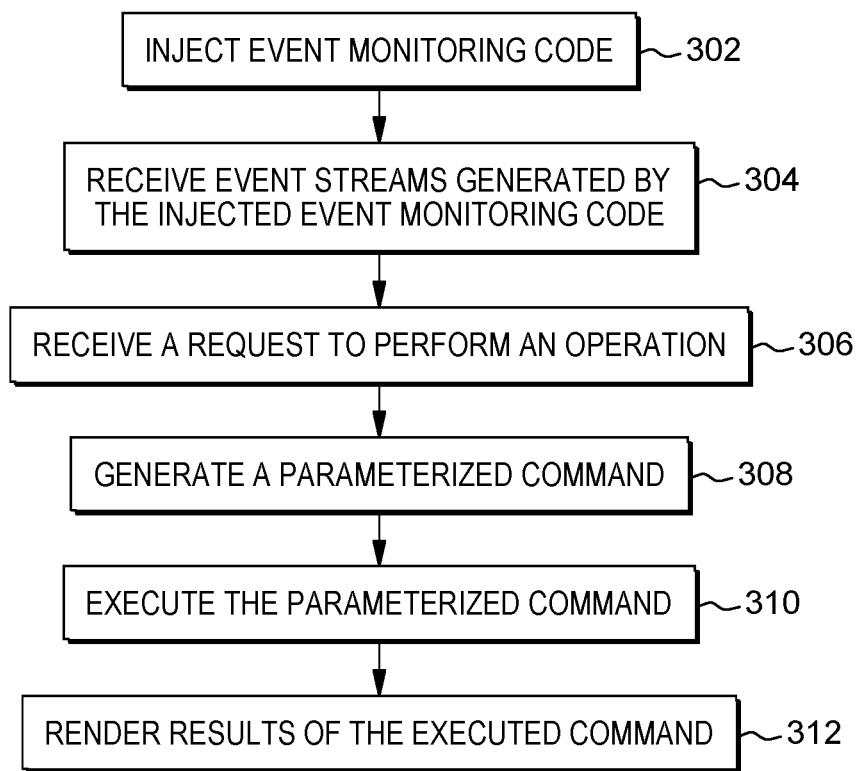 INJECT EVENT MONITORING CODE 302
RECEIVE EVENT STREAMS GENERATED BY
THE INJECTED EVENT MONITORING CODE 304
RECEIVE A REQUEST TO PERFORM AN OPERATION 306
GENERATE A PARAMETERIZED COMMAND 308
EXECUTE THE PARAMETERIZED COMMAND 310
RENDER RESULTS OF THE EXECUTED COMMAND 312